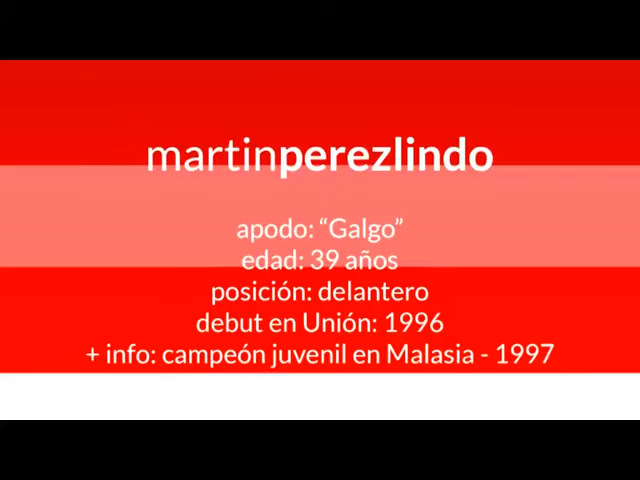 martinperezlindo
apodo: “Galgo”
edad: 39 años
posición: delantero
debut en Unión: 1996
+ info: campeón juvenil en Malasia - 1997